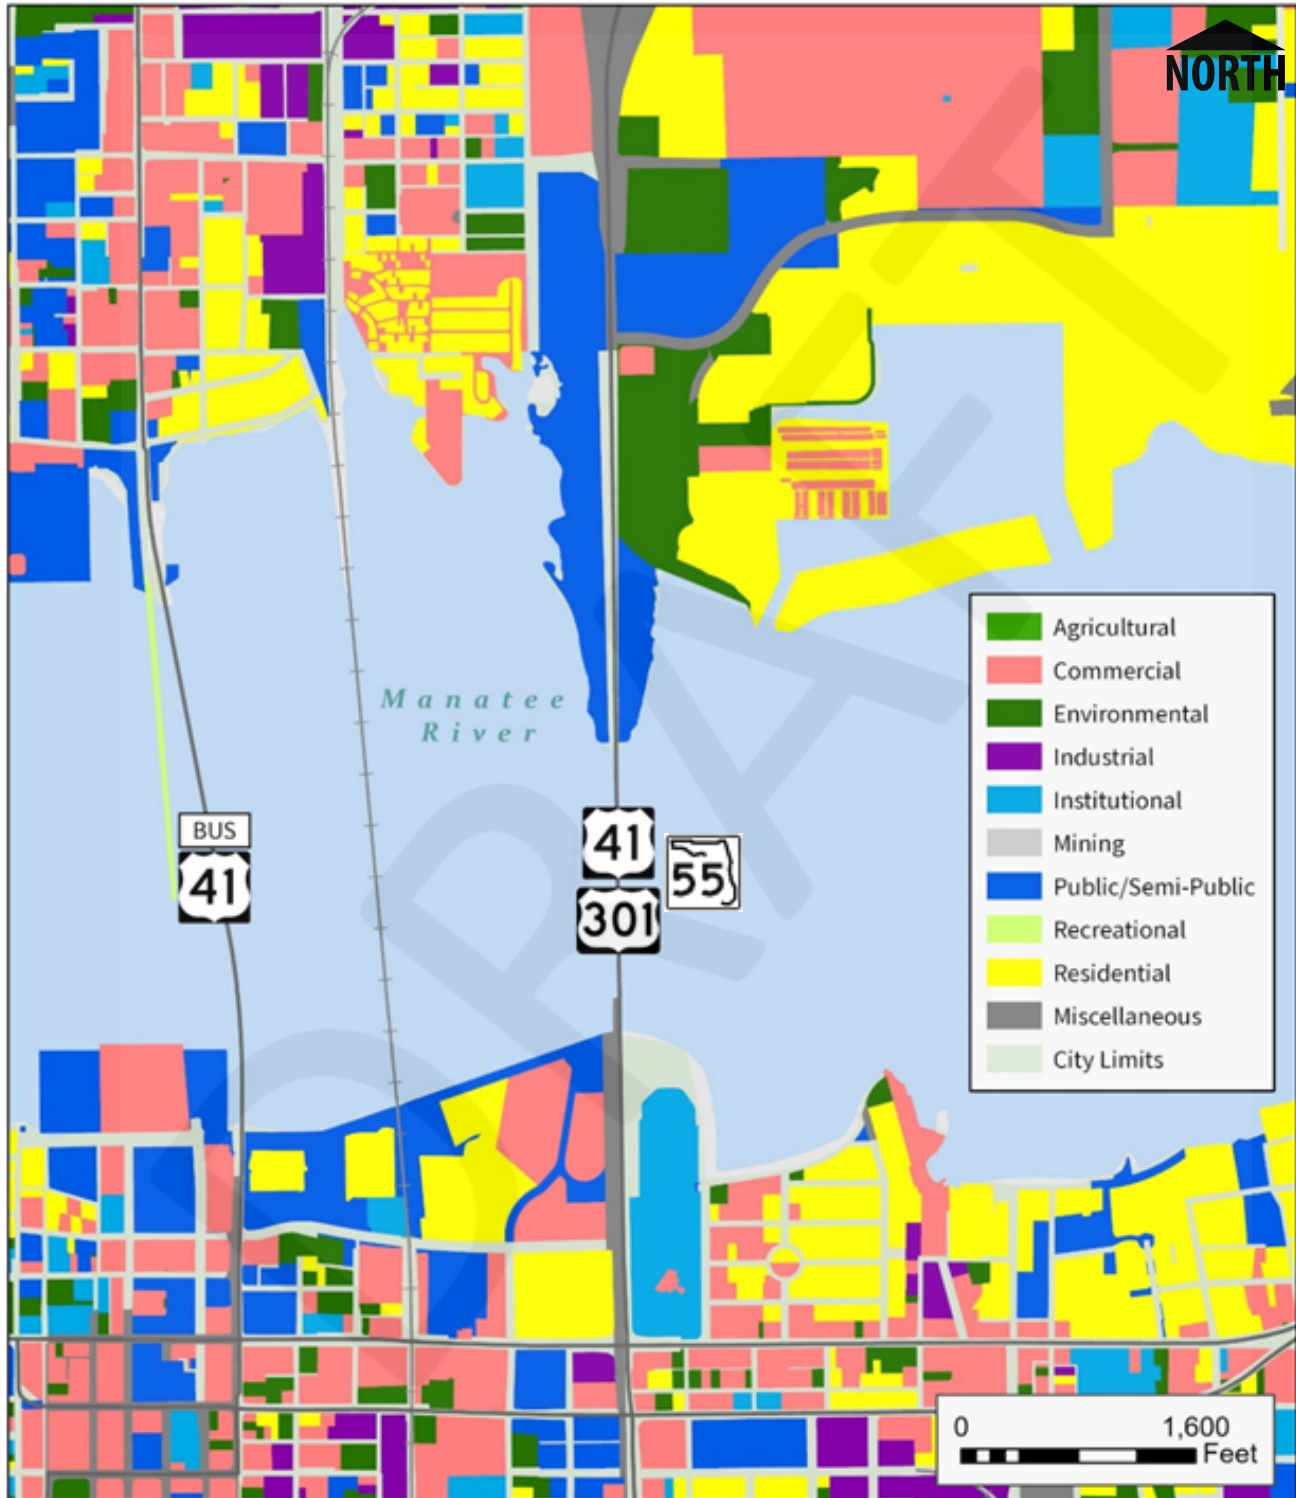 NORTH
Manatee
River
BUS
41
41
55
301
Agricultural
Commercial
Environmental
Industrial
Institutional
Mining
Public/Semi-Public
Recreational
Residential
Miscellaneous
City Limits
0 1,600
Feet
DRAFT